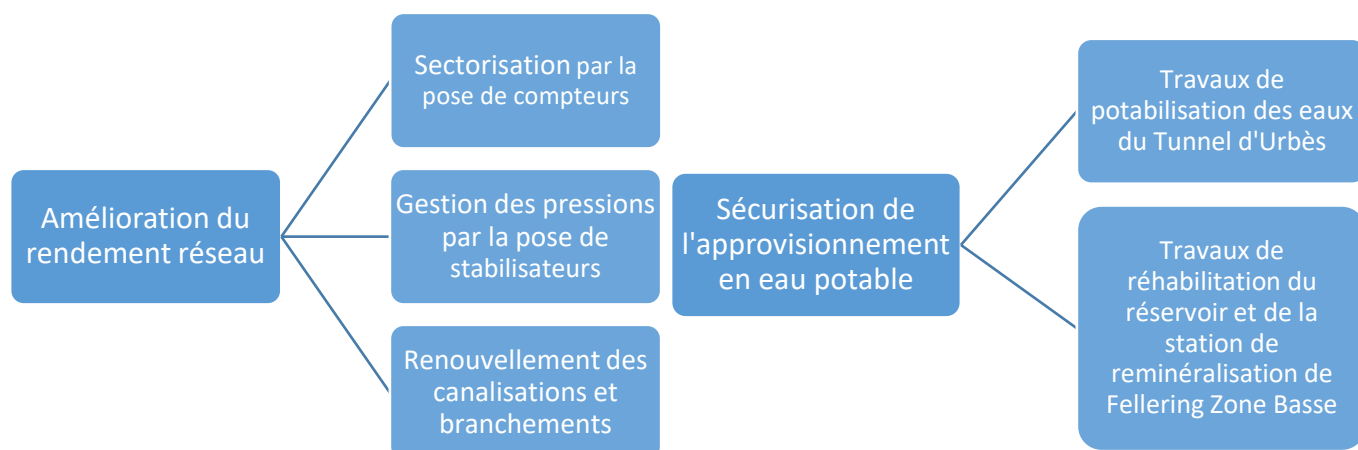 Amélioration du
rendement réseau
Sectorisation par la
pose de compteurs
Gestion des pressions
par la pose de
stabilisateurs
Renouvellement des
canalisations et
branchements
Sécurisation de
l'approvisionnement
en eau potable
Travaux de
potabilisation des eaux
du Tunnel d'Urbès
Travaux de
réhabilitation du
réservoir et de la
station de
reminéralisation de
Fellering Zone Basse